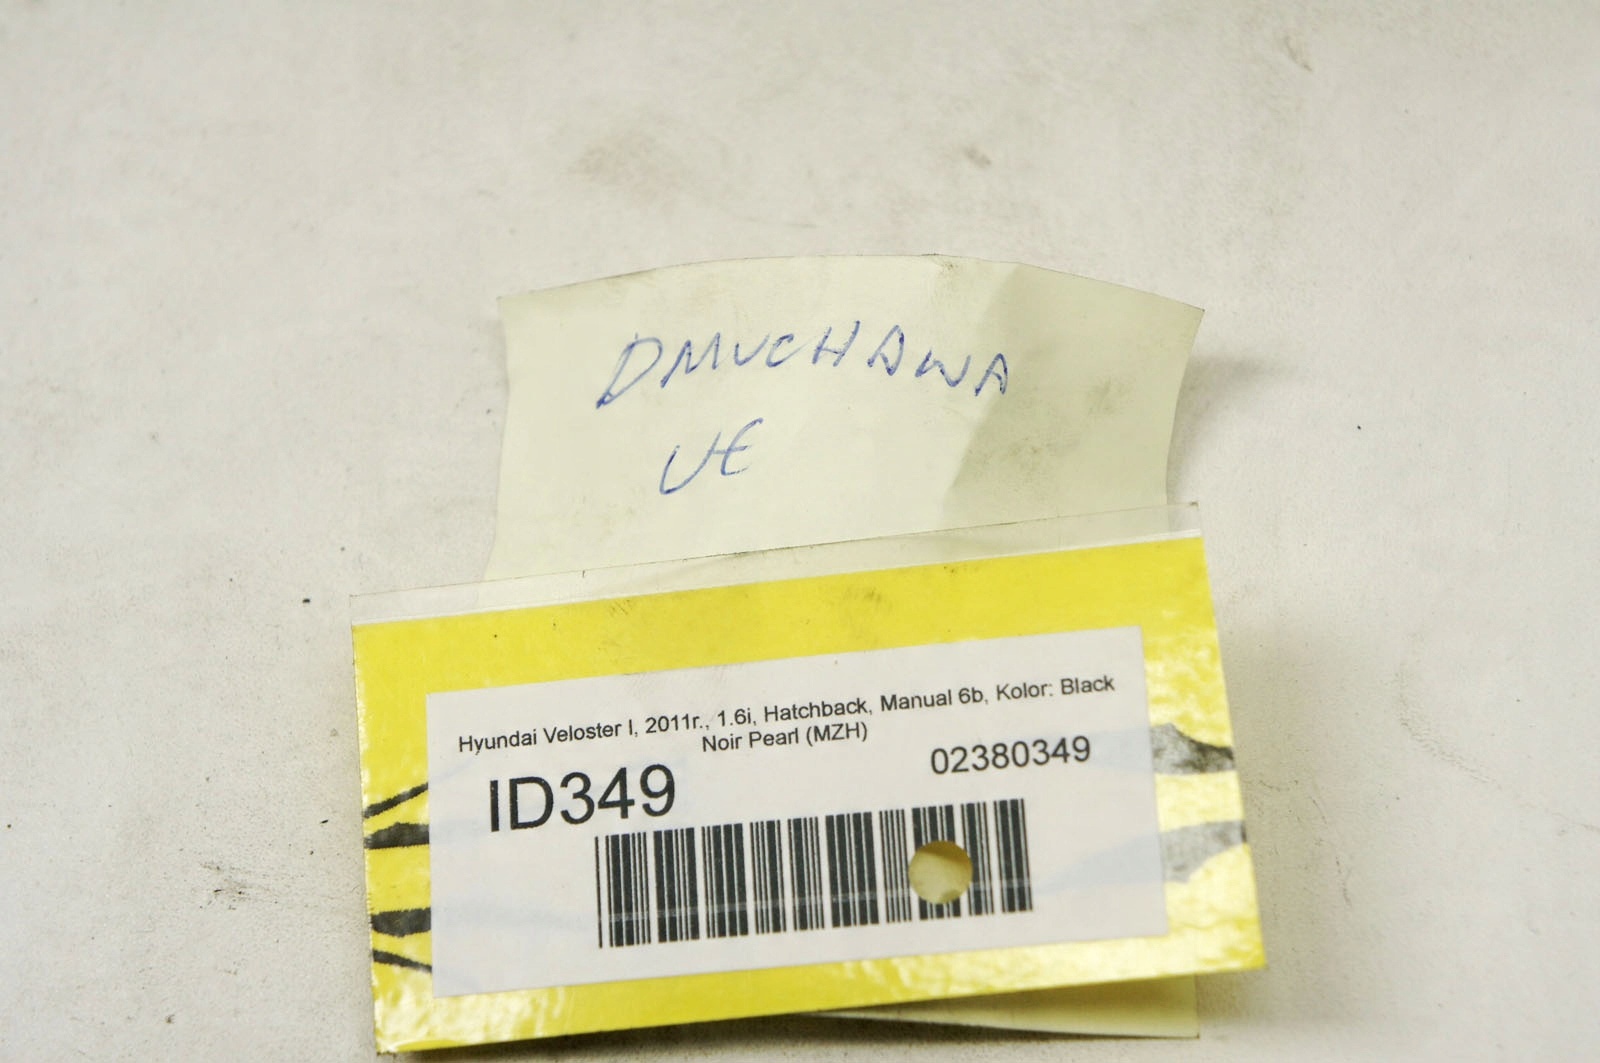 DMUCHAWA
UE
Hyundai Veloster I, 2011r., 1.6i, Hatchback, Manual 6b, Kolor: Black
Noir Pearl (MZH)
ID349
02380349